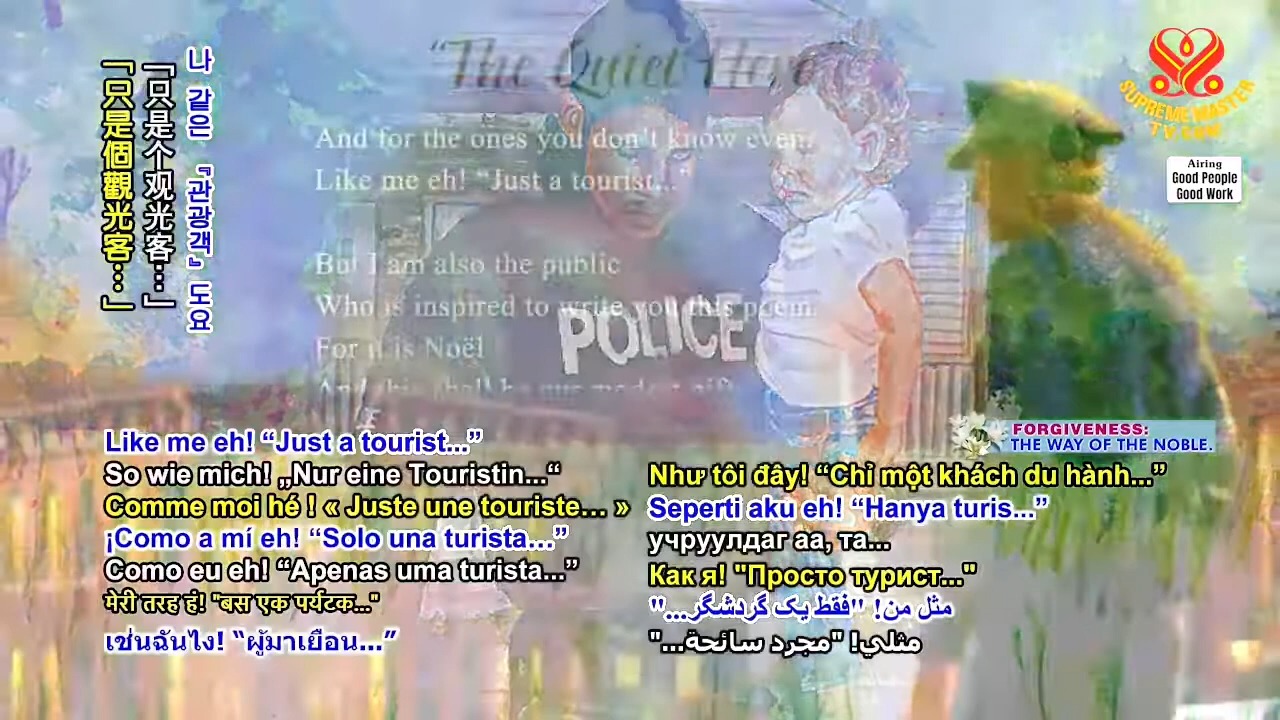 「只是個觀光客…」
「只是个观光客…」
나 같은 『관광객』도요
"The Quiet Hero
And for the ones you don't know even.
Like me eh! "Just a tourist..."
But I am also the public
Who is inspired to write you this poem.
For it is Noël
POLICE
SUPREME MASTER
TV.COM
Airing
Good People
Good Work
FORGIVENESS:
THE WAY OF THE NOBLE.
Like me eh! “Just a tourist...”
So wie mich! „Nur eine Touristin...“
Comme moi hé ! « Juste une touriste... »
¡Como a mí eh! “Solo una turista...”
Como eu eh! “Apenas uma turista...”
मेरी तरह हं! "बस एक पर्यटक..."
เช่นฉันไง! “ผู้มาเยือน...”
Như tôi đây! “Chỉ một khách du hành...”
Seperti aku eh! “Hanya turis...”
учруулдаг аа, та...
Как я! "Просто турист..."
مثل من! "فقط یک گردشگر..."
مثلي! "مجرد سائحة..."